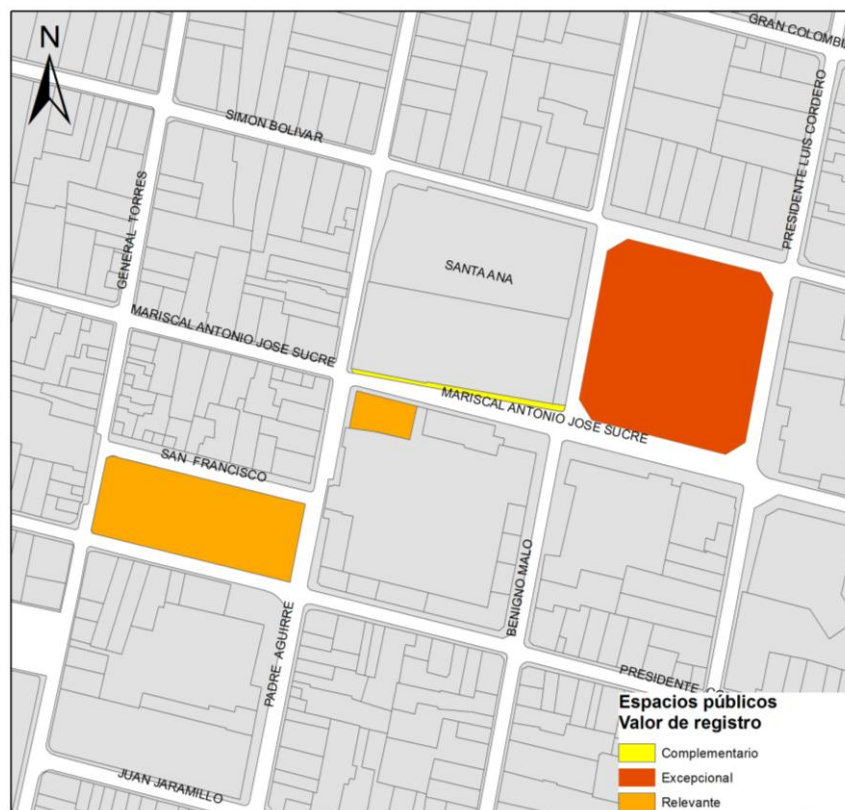 GRAN COLOMB
N
PRESIDENTE LUIS CORDERO
SIMON BOLIVAR
GENERAL TORRES
SANTA ANA
MARISCAL ANTONIO JOSE SUCRE
MARISCAL ANTONIO JOSE SUCRE
SAN FRANCISCO
BENIGNO MALO
PADRE AGUIRRE
PRESIDENTE
JUAN JARAMILLO
Espacios públicos
Valor de registro
Complementario
Excepcional
Relevante